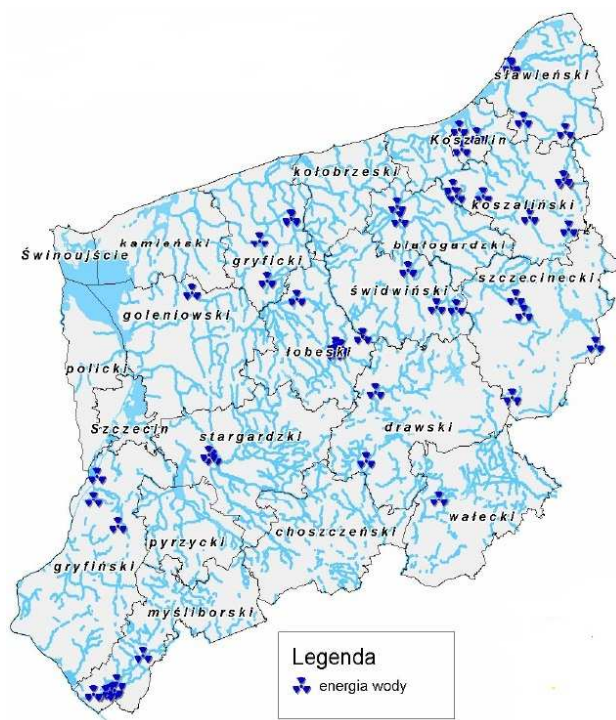 sławieński
Koszalin
kołobrzeski
koszaliński
kamieński
białogardzki
Świnoujście
gryficki
szczecinecki
świdwiński
goleniowski
łobeski
policki
Szczecin
stargardzki
drawski
wałecki
choszczeński
pyrzycki
gryfiński
myśliborski
Legenda
energia wody